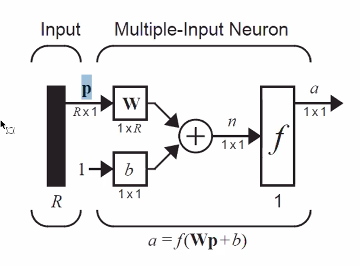 Input Multiple-Input Neuron
p
W
R x 1
1 x R
n
a
1 x 1
1 x 1
+
f
1
b
1 x 1
R
1
a = f(Wp+b)